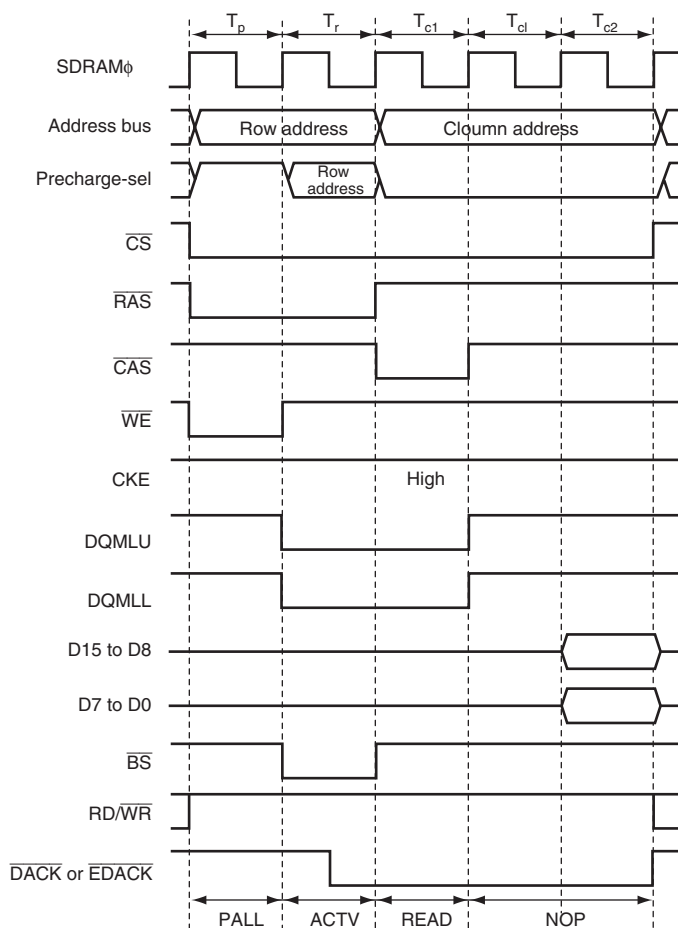 Tp Tr Tc1 Tcl Tc2
SDRAMϕ
Address bus Row address Cloumn address
Precharge-sel Row address
CS
RAS
CAS
WE
CKE High
DQMLU
DQMLL
D15 to D8
D7 to D0
BS
RD/WR
DACK or EDACK
PALL ACTV READ NOP